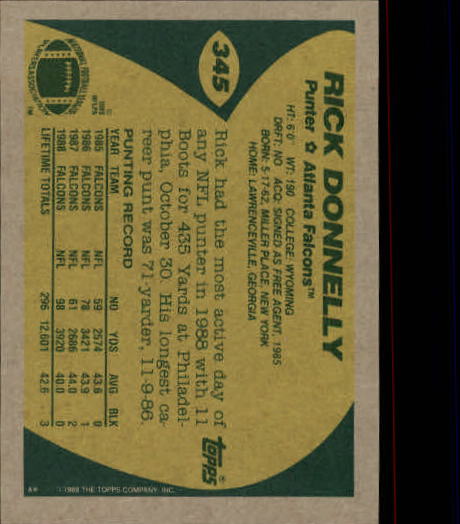 345
RICK DONNELLY
Punter ✩ Atlanta Falcons™
HT: 6'0" WT: 190 COLLEGE: WYOMING
DRFT: NO ACQ: SIGNED AS FREE AGENT, 1985
BORN: 5-17-62, MILLER PLACE, NEW YORK
HOME: LAWRENCEVILLE, GEORGIA
topps®
Rick had the most active day of
any NFL punter in 1988 with 11
Boots for 435 Yards at Philadel-
phia, October 30. His longest ca-
reer punt was 71-yarder, 11-9-86.
PUNTING RECORD
YEAR TEAM NO YDS AVG BLK
1985 FALCONS NFL 59 2574 43.6 0
1986 FALCONS NFL 78 3421 43.9 1
1987 FALCONS NFL 61 2686 44.0 2
1988 FALCONS NFL 98 3920 40.0 0
LIFETIME TOTALS 296 12,601 42.6 3
©
™
A*
© 1989 THE TOPPS COMPANY, INC.